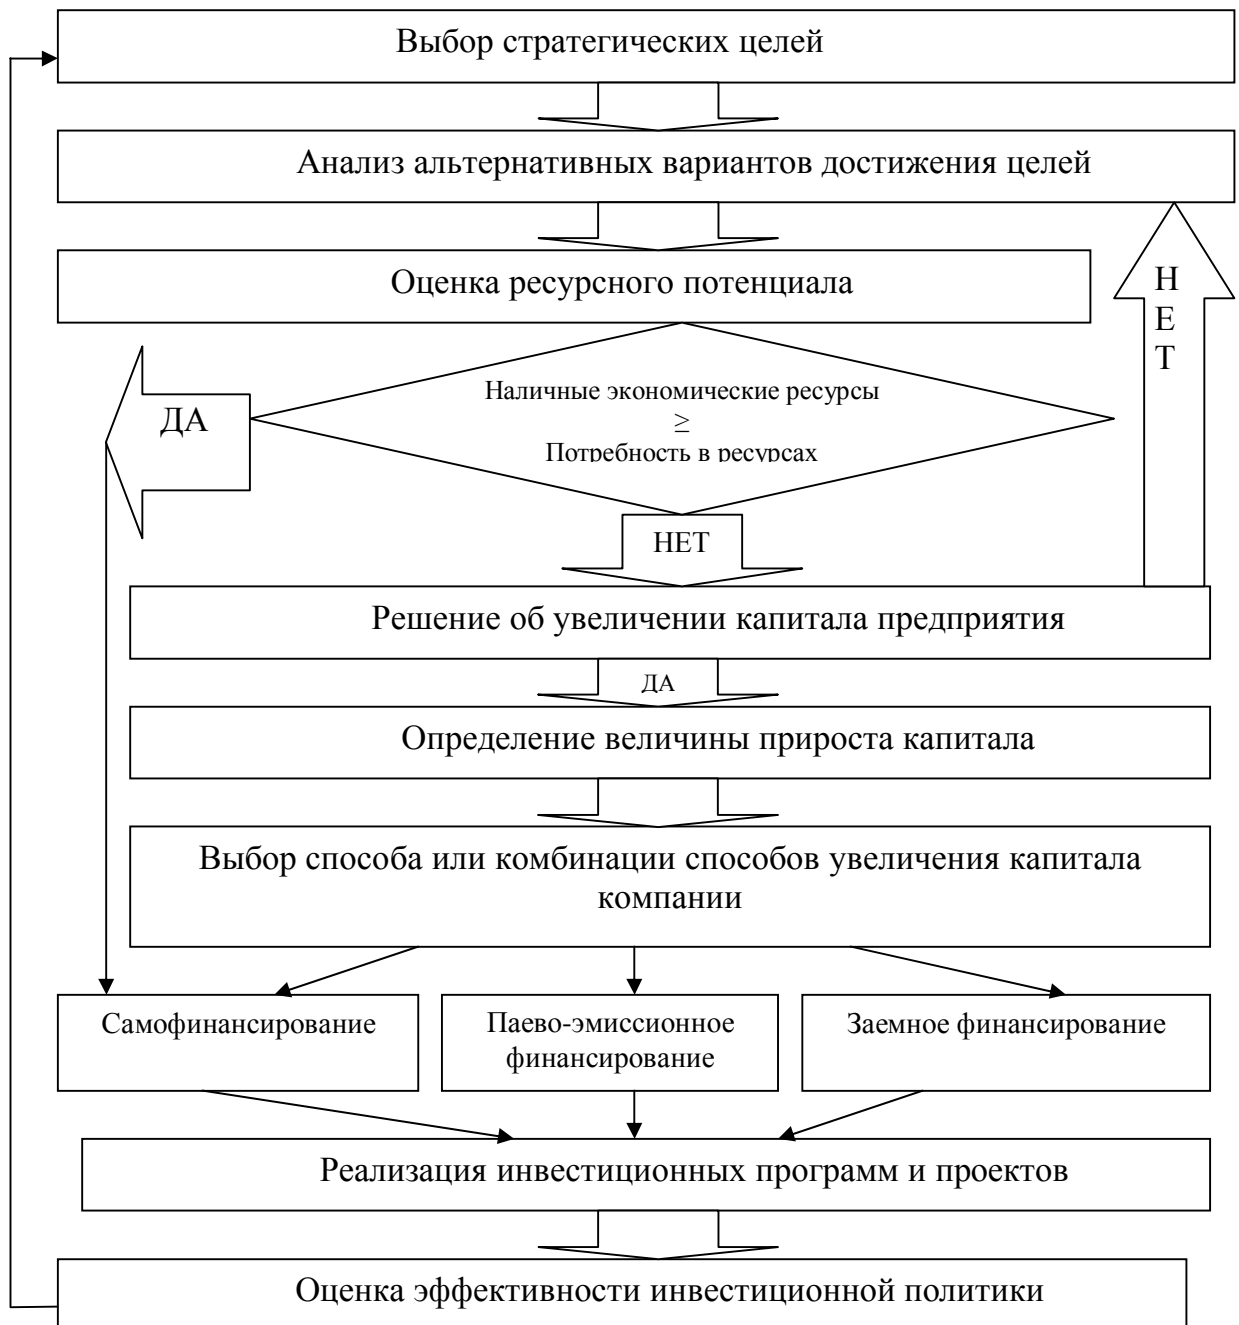 Выбор стратегических целей
Анализ альтернативных вариантов достижения целей
Оценка ресурсного потенциала
Н
Е
Т
Наличные экономические ресурсы
≥
Потребность в ресурсах
ДА
НЕТ
Решение об увеличении капитала предприятия
ДА
Определение величины прироста капитала
Выбор способа или комбинации способов увеличения капитала
компании
Самофинансирование
Паево-эмиссионное
финансирование
Заемное финансирование
Реализация инвестиционных программ и проектов
Оценка эффективности инвестиционной политики